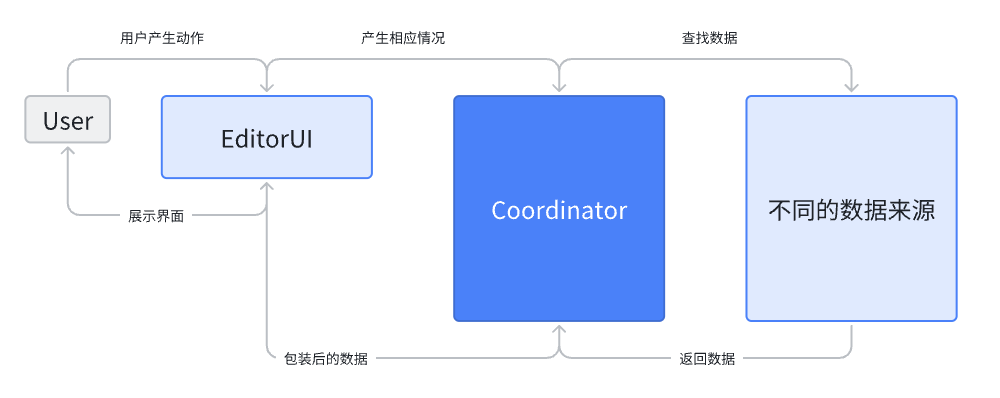 用户产生动作
产生相应情况
查找数据
User
EditorUI
Coordinator
不同的数据来源
展示界面
包装后的数据
返回数据